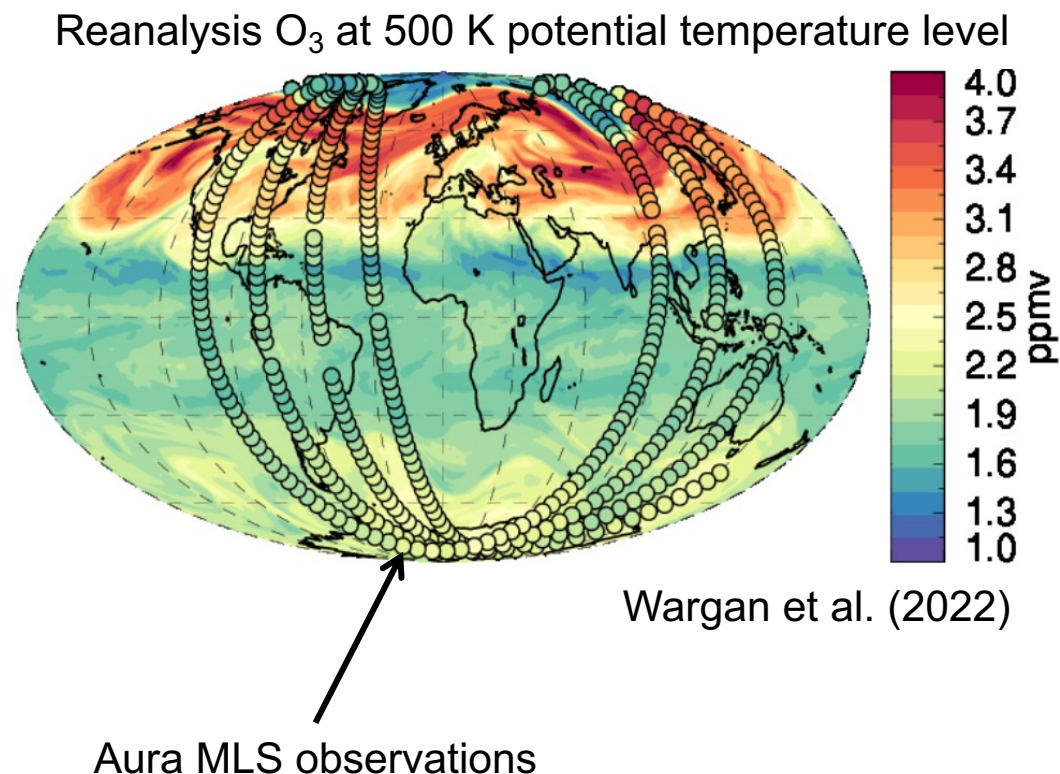 Reanalysis O₃ at 500 K potential temperature level
4.0
3.7
3.4
3.1
2.8
2.5
2.2
1.9
1.6
1.3
1.0
ppmv
Wargan et al. (2022)
Aura MLS observations